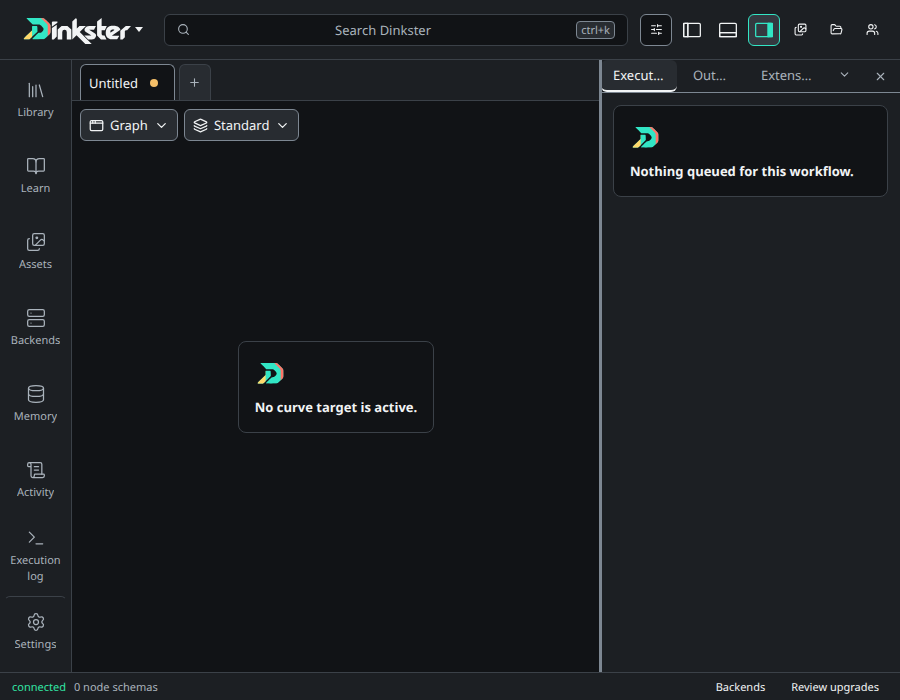 Dinkster
Search Dinkster
ctrl+k
Library
Learn
Assets
Backends
Memory
Activity
Execution
log
Settings
Untitled
+
Graph
Standard
No curve target is active.
Execut...
Out...
Extens...
Nothing queued for this workflow.
connected
0 node schemas
Backends
Review upgrades